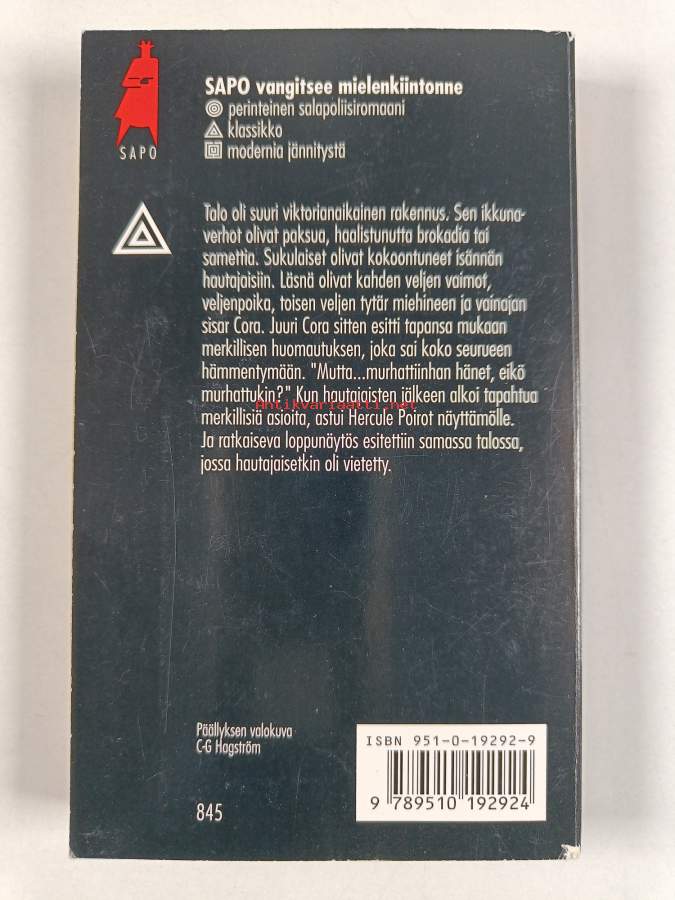 SAPO
SAPO vangitsee mielenkiintonne
perinteinen salapoliisiromaani
klassikko
modernia jännitystä
Talo oli suuri viktorianaikainen rakennus. Sen ikkuna-
verhot olivat paksua, haalistunutta brokadia tai
samettia. Sukulaiset olivat kokoontuneet isännän
hautajaisiin. Läsnä olivat kahden veljen vaimot,
veljenpoika, toisen veljen tytär miehineen ja vainajan
sisar Cora. Juuri Cora sitten esitti tapansa mukaan
merkillisen huomautuksen, joka sai koko seurueen
hämmentymään. "Mutta...murhattiinhan hänet, eikö
murhattukin?" Kun hautajaisten jälkeen alkoi tapahtua
Antikvariaatti.net
merkillisiä asioita, astui Hercule Poirot näyttämölle.
Ja ratkaiseva loppunäytös esitettiin samassa talossa,
jossa hautajaisetkin oli vietetty.
Päällyksen valokuva
C-G Hagström
845
ISBN 951-0-19292-9
9 789510 192924